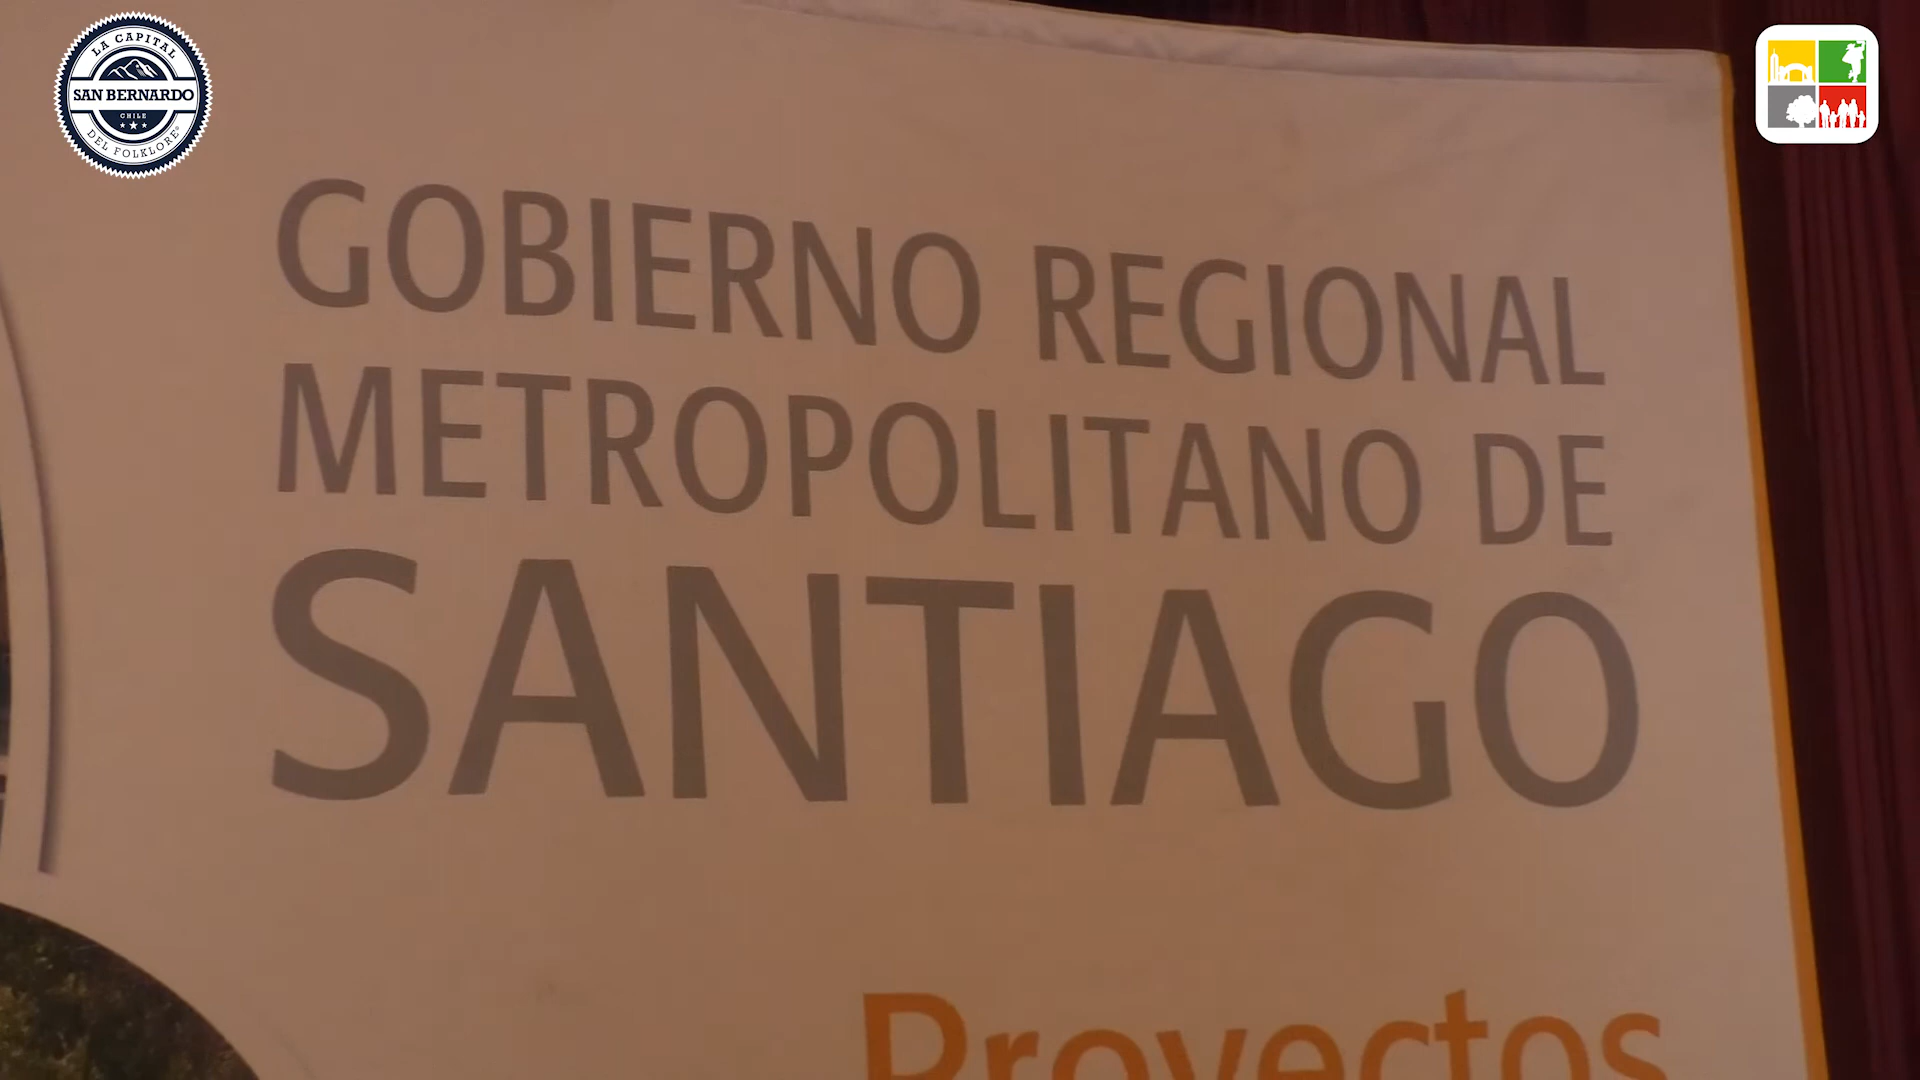 LA CAPITAL
SAN BERNARDO
CHILE
DEL FOLKLORE®
GOBIERNO REGIONAL
METROPOLITANO DE
SANTIAGO
Proyectos